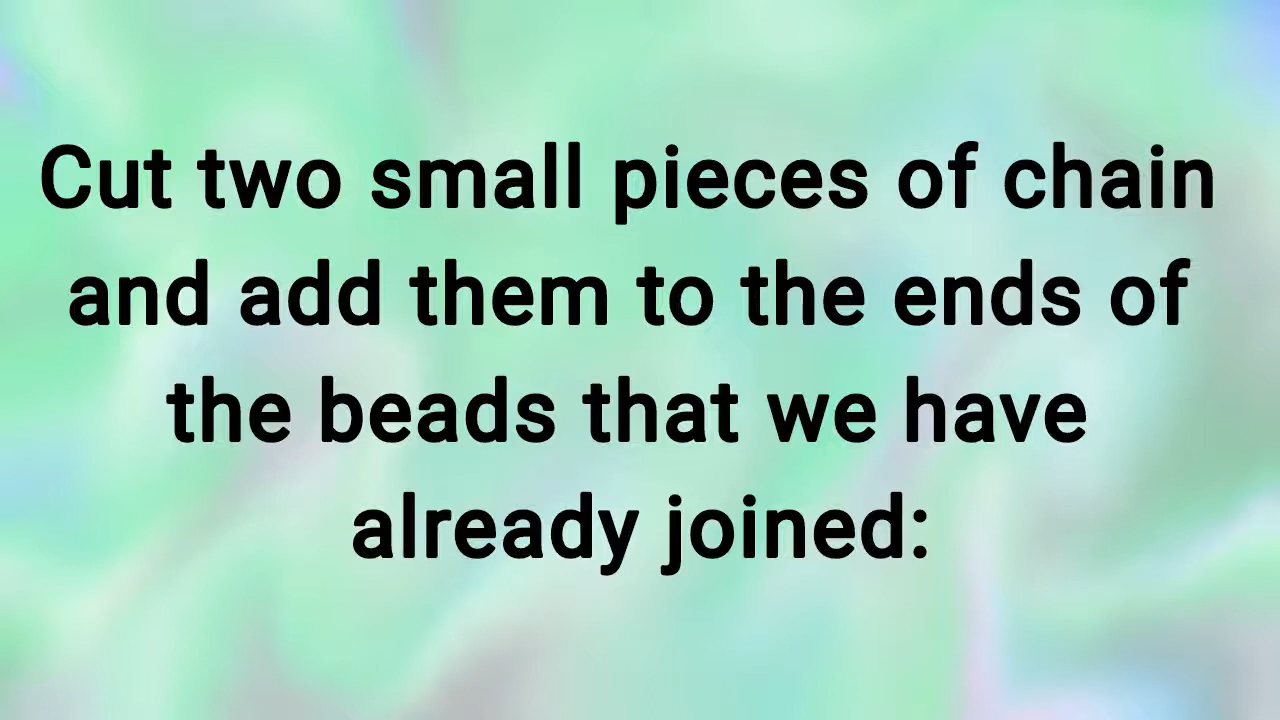 Cut two small pieces of chain
and add them to the ends of
the beads that we have
already joined: